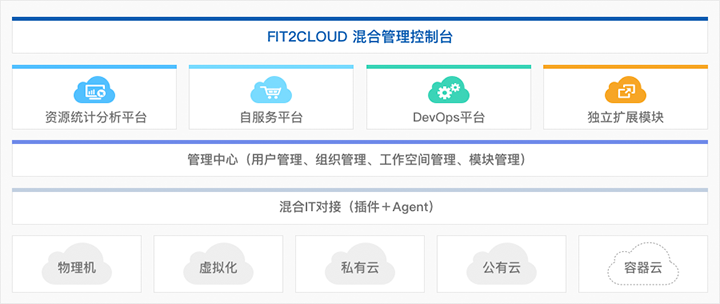 FIT2CLOUD 混合管理控制台
资源统计分析平台
自服务平台
DevOps平台
独立扩展模块
管理中心（用户管理、组织管理、工作空间管理、模块管理）
混合IT对接（插件＋Agent）
物理机
虚拟化
私有云
公有云
容器云